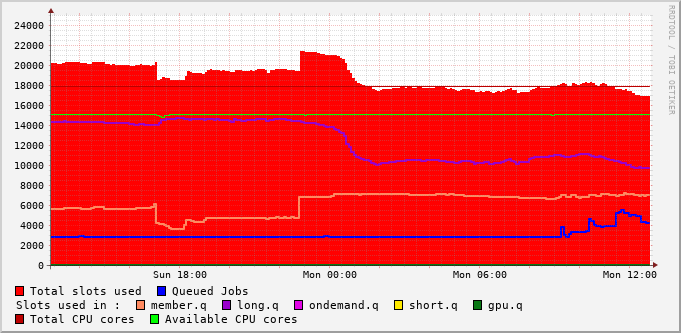 24000
22000
20000
18000
16000
14000
12000
10000
8000
6000
4000
2000
0
Sun 18:00 Mon 00:00 Mon 06:00 Mon 12:00
Total slots used Queued Jobs
Slots used in : member.q long.q ondemand.q short.q gpu.q
Total CPU cores Available CPU cores
RRDTOOL / TOBI OETIKER